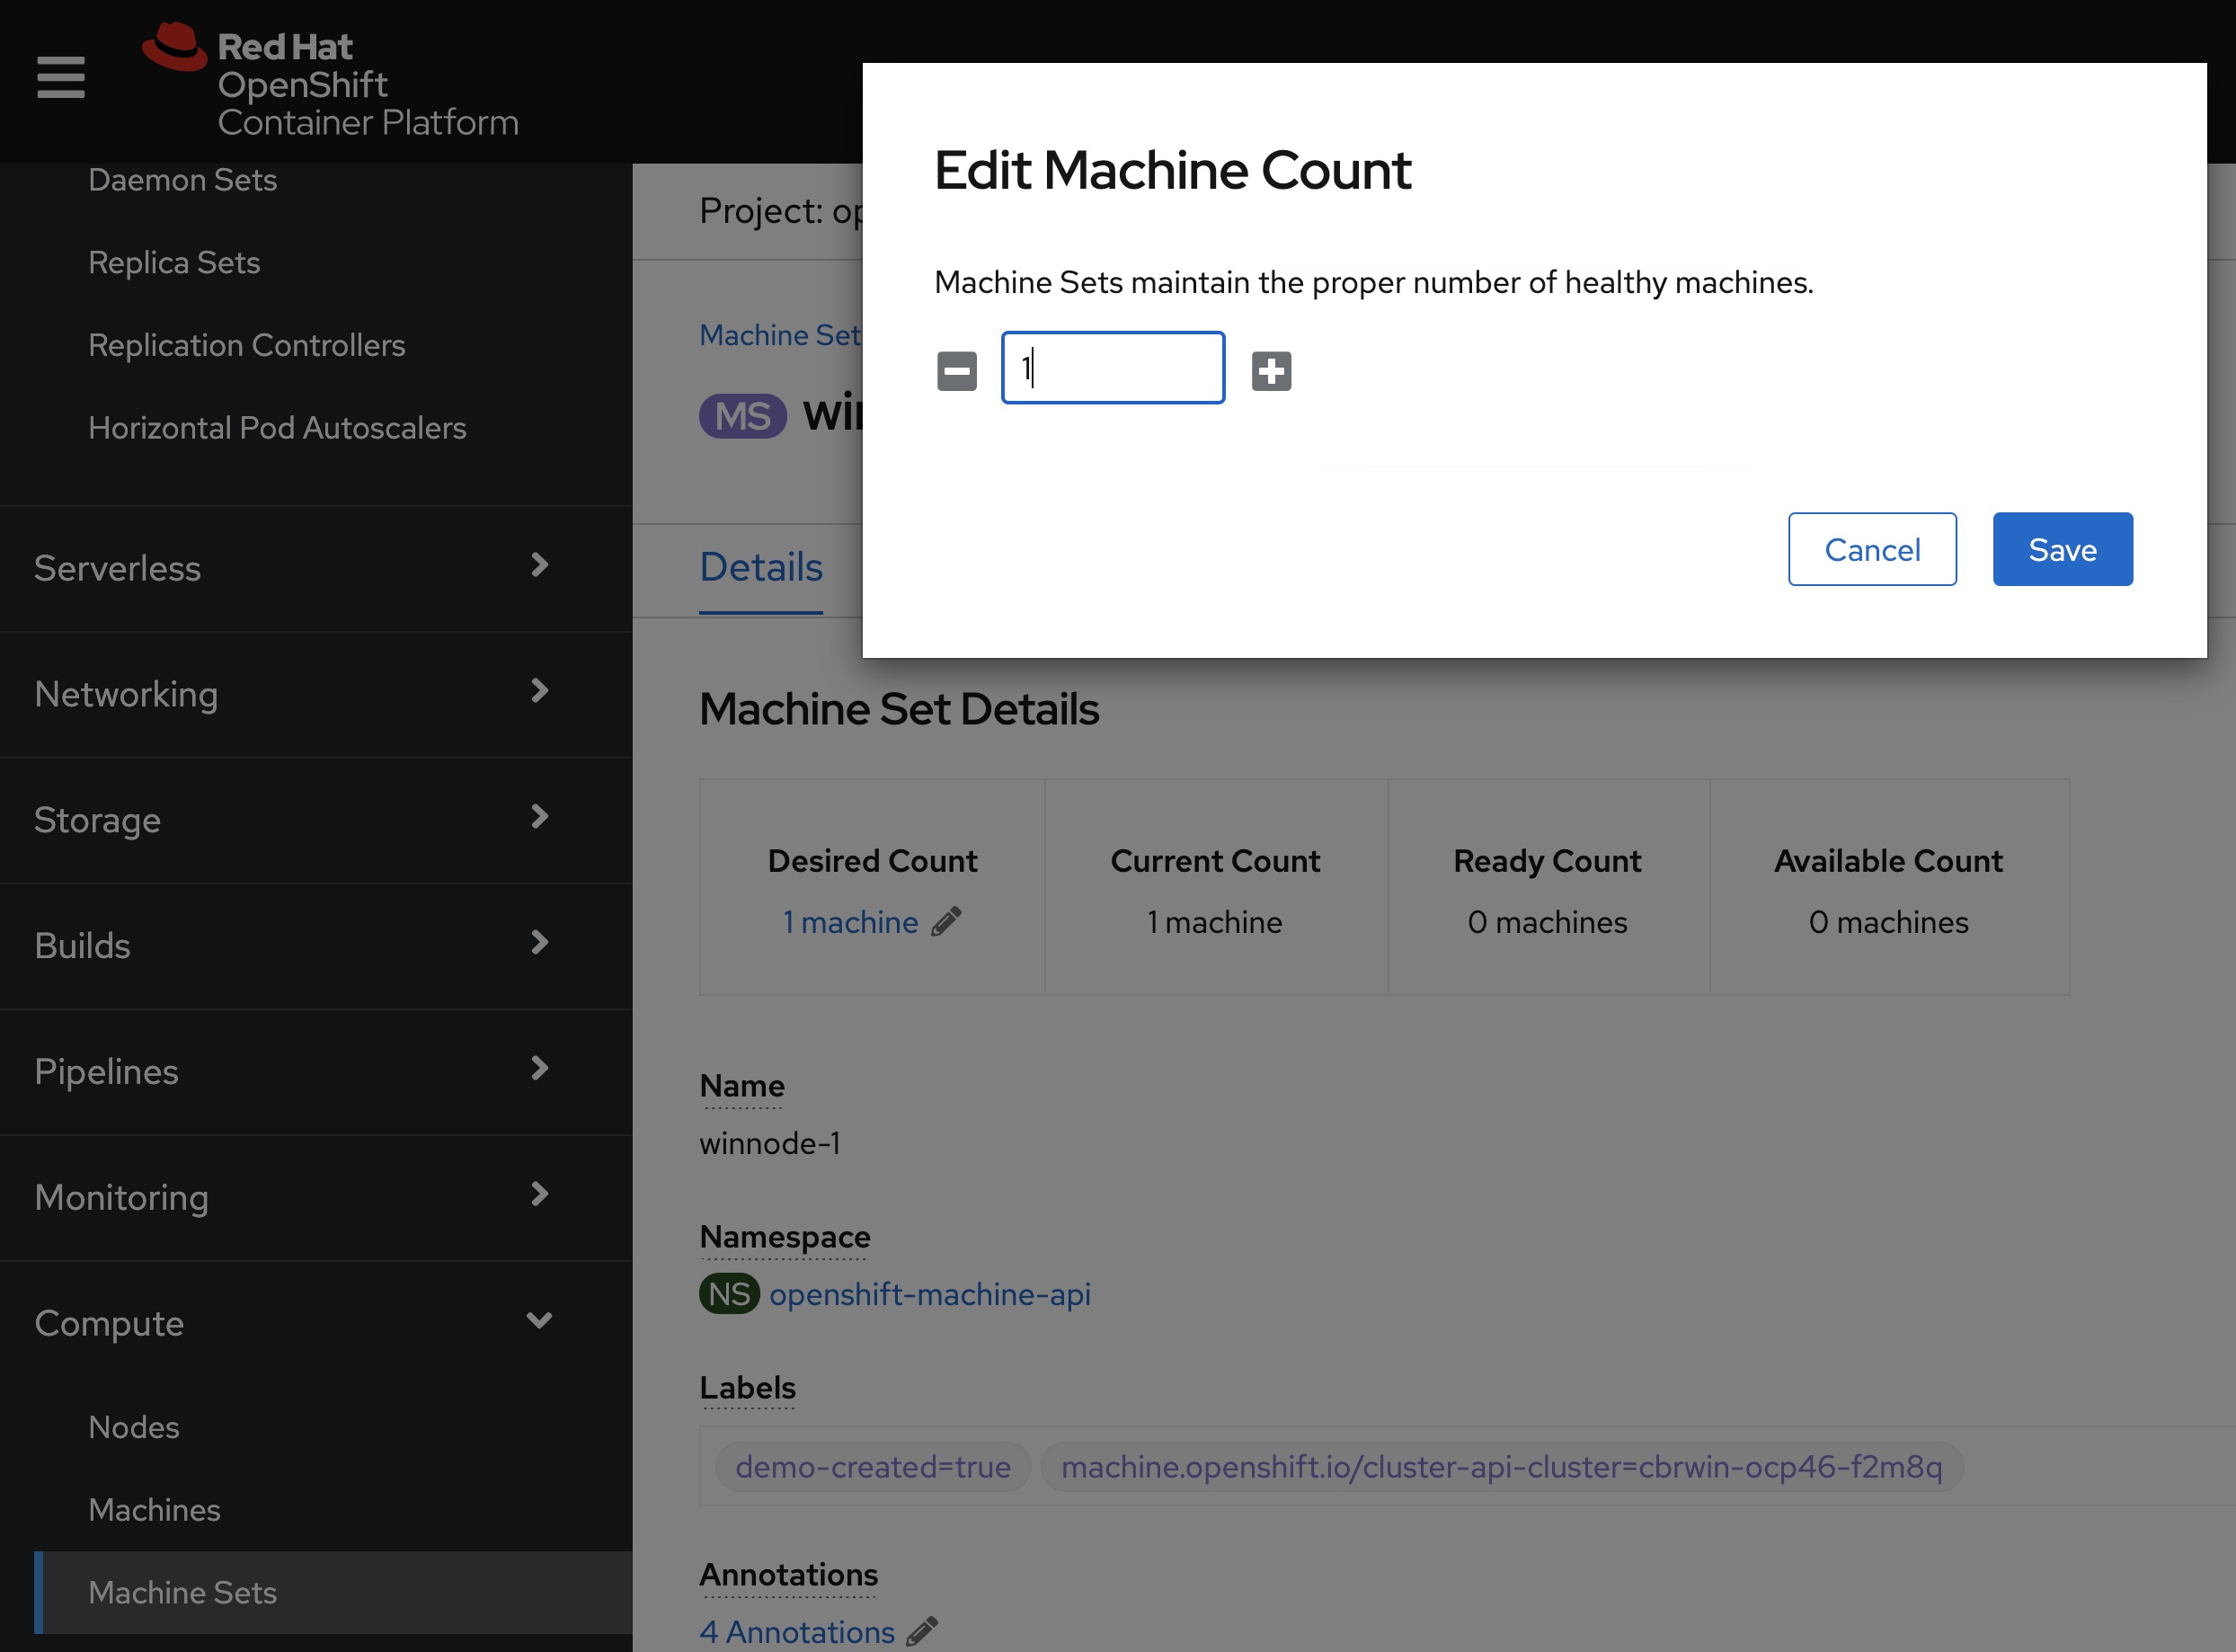 Red Hat
OpenShift
Container Platform
Daemon Sets
Replica Sets
Replication Controllers
Horizontal Pod Autoscalers
Serverless
Networking
Storage
Builds
Pipelines
Monitoring
Compute
Nodes
Machines
Machine Sets
Project: op
Machine Set
MS win
Details
Edit Machine Count
Machine Sets maintain the proper number of healthy machines.
1
Cancel Save
Machine Set Details
Desired Count Current Count Ready Count Available Count
1 machine 1 machine 0 machines 0 machines
Name
winnode-1
Namespace
NS openshift-machine-api
Labels
demo-created=true machine.openshift.io/cluster-api-cluster=cbrwin-ocp46-f2m8q
Annotations
4 Annotations